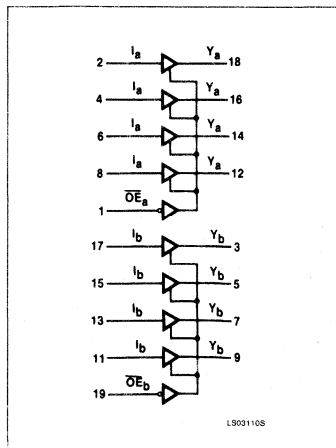 2 Ia Ya 18
4 Ia Ya 16
6 Ia Ya 14
8 Ia Ya 12
1 OEa
17 Ib Yb 3
15 Ib Yb 5
13 Ib Yb 7
11 Ib Yb 9
19 OEb
LS03110S